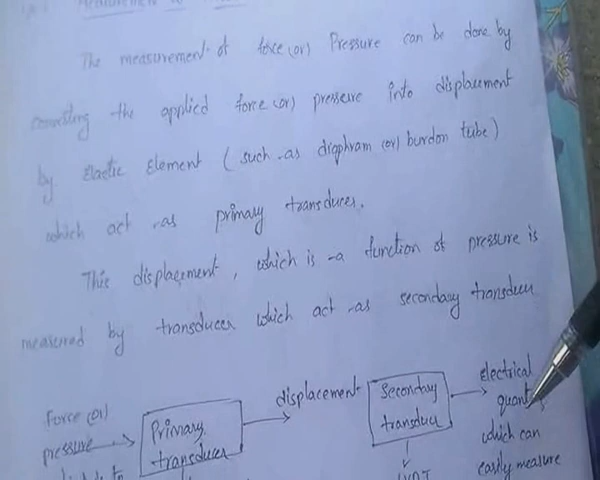 The measurement of force (or) Pressure can be done by
converting the applied force (or) pressure into displacement
by Elastic Element (such as diaphram (or) burdon tube)
which act as primary transducer.
This displacement, which is a function of pressure is
measured by transducer which act as secondary transducer
Force (or)
pressure
Primary
transducer
displacement
Secondary
transducer
LVDT
electrical
which can
easily measure